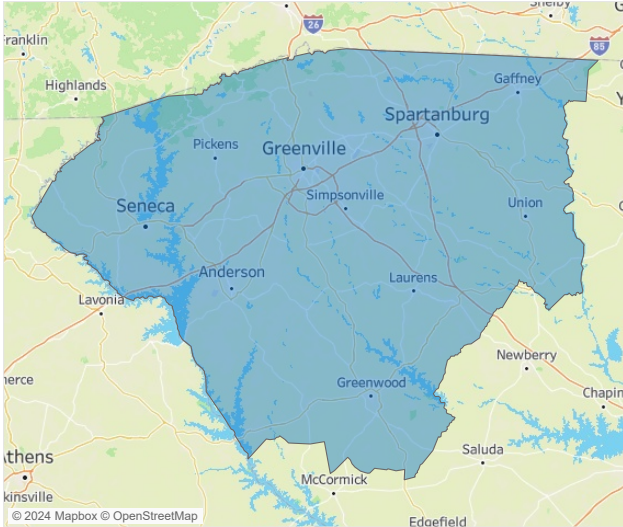 Shelby
26
Franklin
85
Highlands
Gaffney
Spartanburg
Pickens
Greenville
Simpsonville
Seneca
Union
Anderson
Laurens
Lavonia
Newberry
Greenwood
Chapin
Athens
Saluda
McCormick
kinsville
© 2024 Mapbox © OpenStreetMap
Edgefield